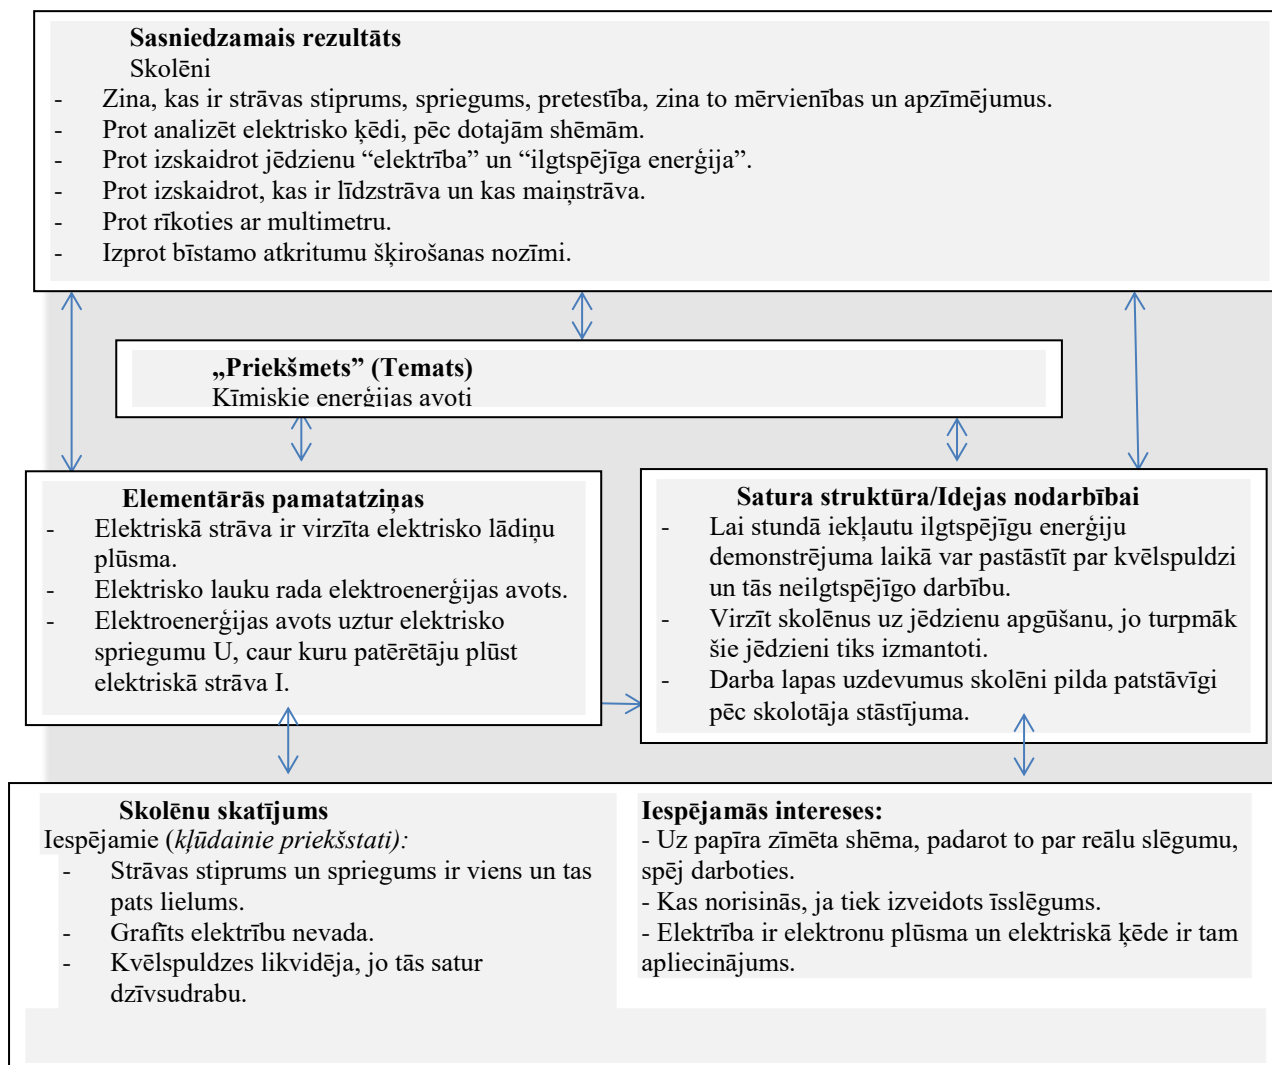 Sasniedzamais rezultāts
Skolēni
- Zina, kas ir strāvas stiprums, spriegums, pretestība, zina to mērvienības un apzīmējumus.
- Prot analizēt elektrisko ķēdi, pēc dotajām shēmām.
- Prot izskaidrot jēdzienu “elektrība” un “ilgtspējīga enerģija”.
- Prot izskaidrot, kas ir līdzstrāva un kas maiņstrāva.
- Prot rīkoties ar multimetru.
- Izprot bīstamo atkritumu šķirošanas nozīmi.
„Priekšmets” (Temats)
Kīmiskie enerģijas avoti
Elementārās pamatatziņas
- Elektriskā strāva ir virzīta elektrisko lādiņu
plūsma.
- Elektrisko lauku rada elektroenerģijas avots.
- Elektroenerģijas avots uztur elektrisko
spriegumu U, caur kuru patērētāju plūst
elektriskā strāva I.
Satura struktūra/Idejas nodarbībai
- Lai stundā iekļautu ilgtspējīgu enerģiju
demonstrējuma laikā var pastāstīt par kvēlspuldzi
un tās neilgtspējīgo darbību.
- Virzīt skolēnus uz jēdzienu apgūšanu, jo turpmāk
šie jēdzieni tiks izmantoti.
- Darba lapas uzdevumus skolēni pilda patstāvīgi
pēc skolotāja stāstījuma.
Skolēnu skatījums
Iespējamie (kļūdainie priekšstati):
- Strāvas stiprums un spriegums ir viens un tas
pats lielums.
- Grafīts elektrību nevada.
- Kvēlspuldzes likvidēja, jo tās satur
dzīvsudrabu.
Iespējamās intereses:
- Uz papīra zīmēta shēma, padarot to par reālu slēgumu,
spēj darboties.
- Kas norisinās, ja tiek izveidots īsslēgums.
- Elektrība ir elektronu plūsma un elektriskā ķēde ir tam
apliecinājums.